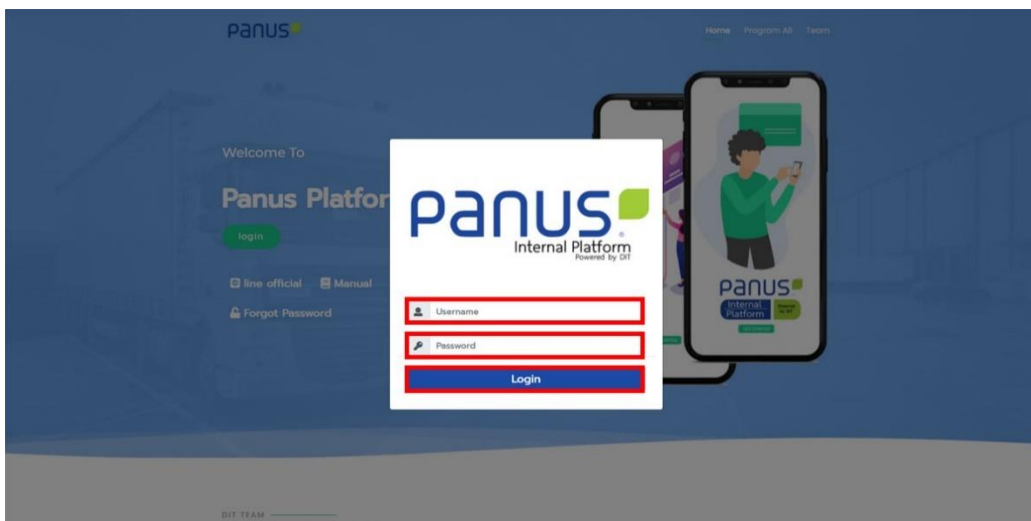 Panus
Home Program All Team
Welcome To
Panus Platfor
login
line official Manual
Forgot Password
Panus
Internal Platform
Powered by DIT
Username
Password
Login
Panus
Internal
Platform
DIT TEAM